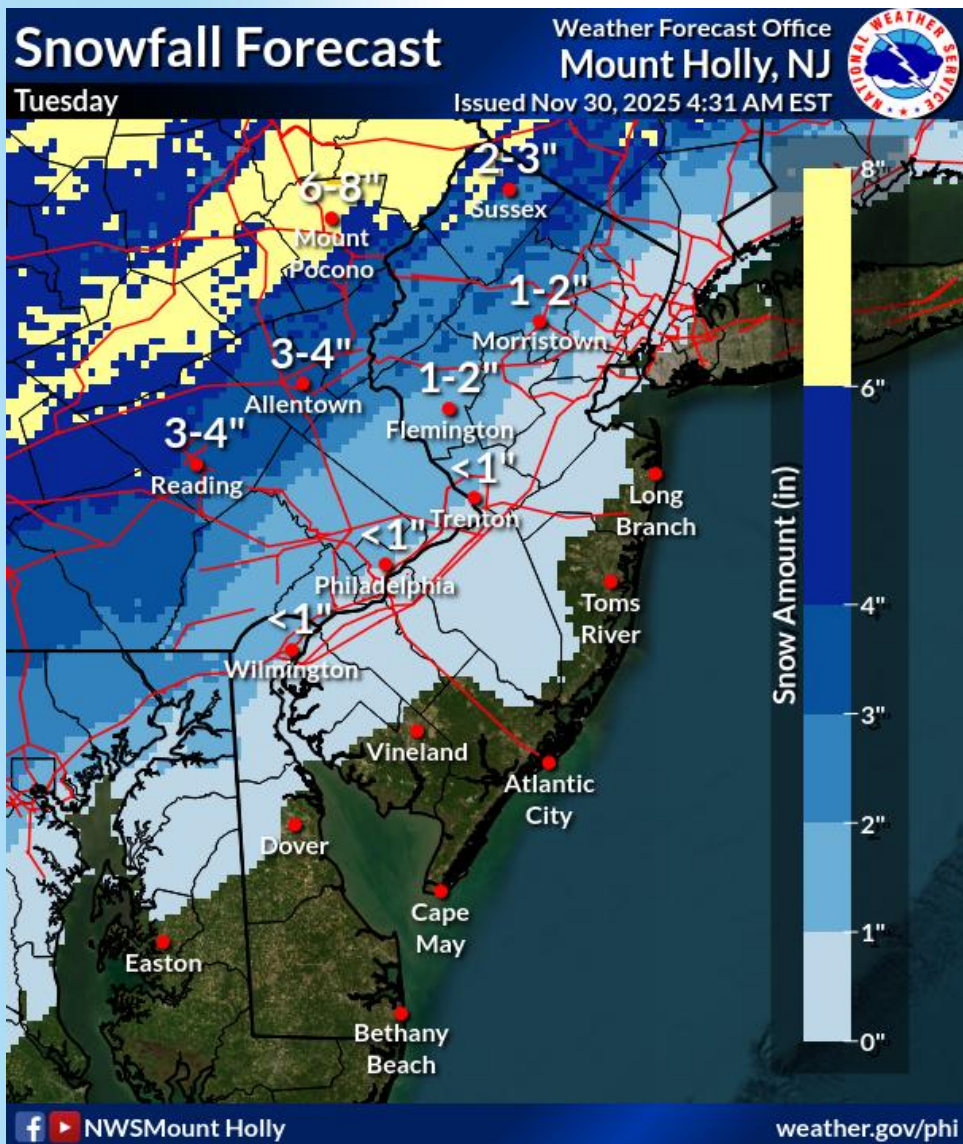 Snowfall Forecast
Tuesday
Weather Forecast Office
Mount Holly, NJ
Issued Nov 30, 2025 4:31 AM EST
NATIONAL WEATHER SERVICE
6-8"
Mount
Pocono
2-3"
Sussex
1-2"
Morristown
3-4"
Allentown
1-2"
Flemington
3-4"
Reading
<1"
Trenton
Long
Branch
<1"
Philadelphia
Toms
River
<1"
Wilmington
Vineland
Atlantic
City
Dover
Cape
May
Easton
Bethany
Beach
Snow Amount (in)
8"
6"
4"
3"
2"
1"
0"
NWSMount Holly
weather.gov/phi